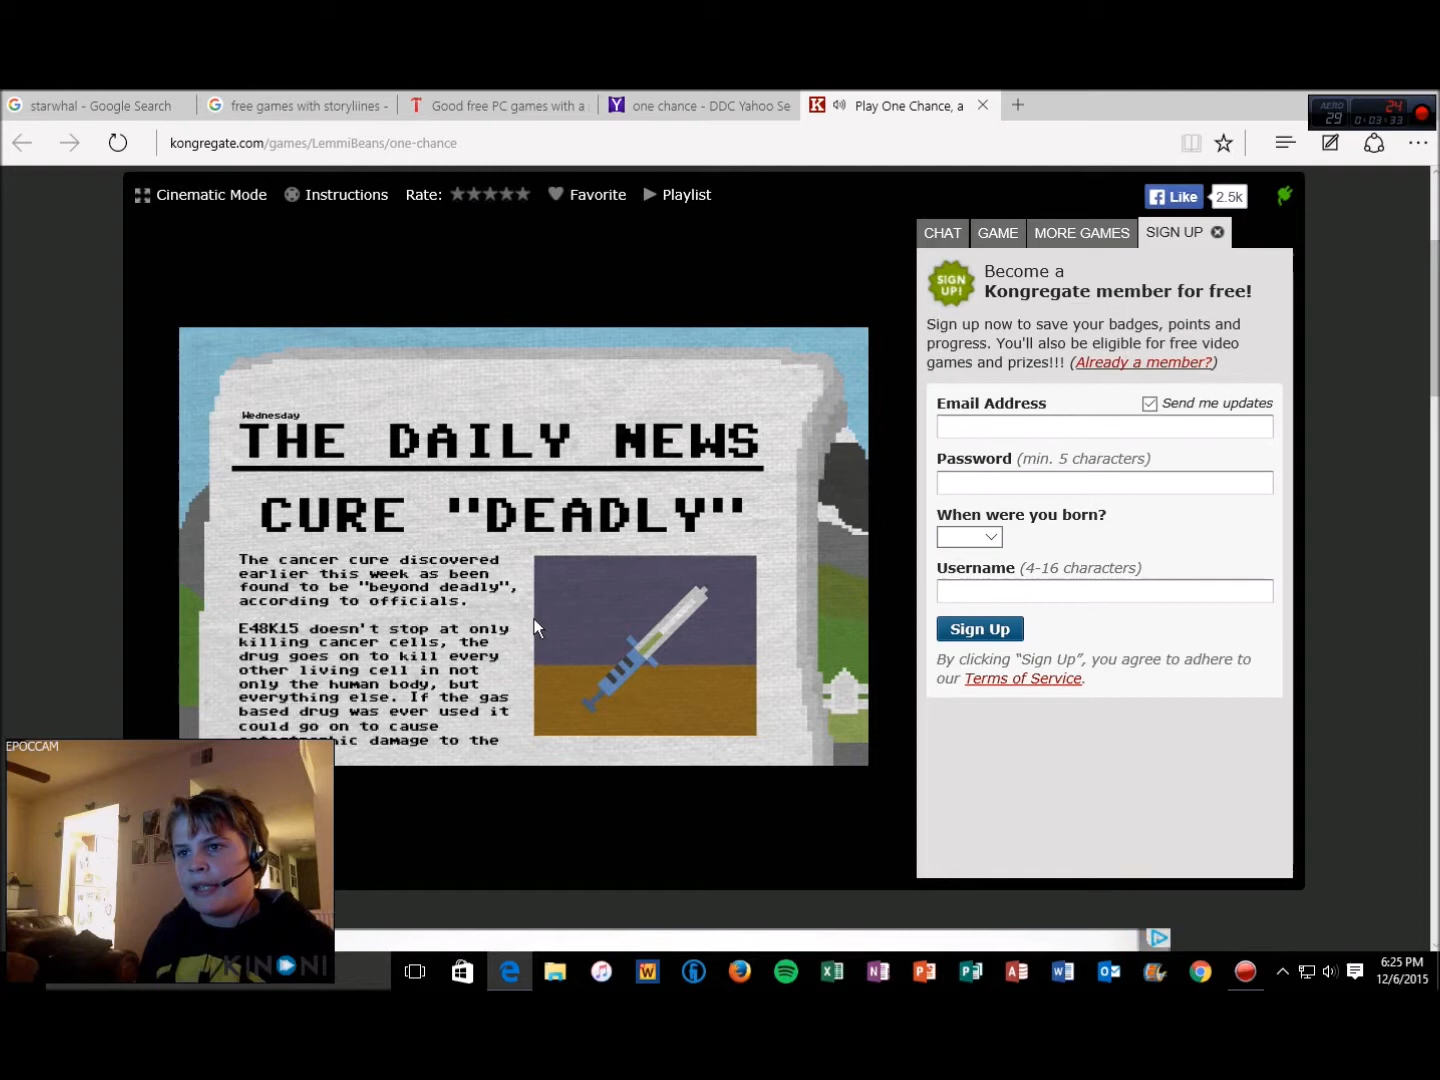 starwhal - Google Search
free games with storyliines -
Good free PC games with a
one chance - DDC Yahoo Se
Play One Chance, a
AERO
29
24
0:03:33
kongregate.com/games/LemmiBeans/one-chance
Cinematic Mode
Instructions
Rate:
Favorite
Playlist
Like
2.5k
CHAT
GAME
MORE GAMES
SIGN UP
SIGN UP!
Become a
Kongregate member for free!
Sign up now to save your badges, points and
progress. You'll also be eligible for free video
games and prizes!!! (Already a member?)
Email Address
Send me updates
Password (min. 5 characters)
When were you born?
Username (4-16 characters)
Sign Up
By clicking "Sign Up", you agree to adhere to
our Terms of Service.
Wednesday
THE DAILY NEWS
CURE "DEADLY"
The cancer cure discovered
earlier this week as been
found to be "beyond deadly",
according to officials.
E48K15 doesn't stop at only
killing cancer cells, the
drug goes on to kill every
other living cell in not
only the human body, but
everything else. If the gas
based drug was ever used it
could go on to cause
damage to the
EPOCCAM
KINONI
6:25 PM
12/6/2015